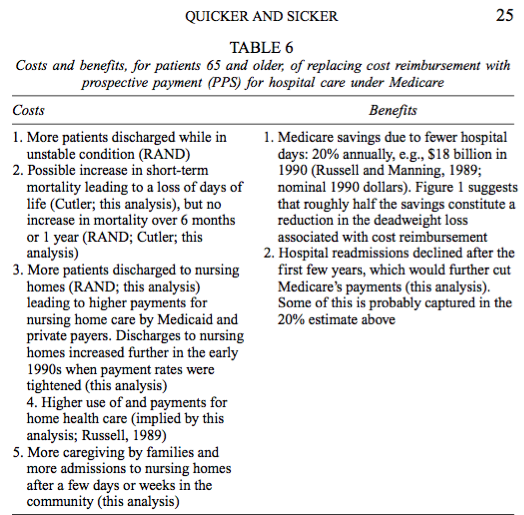 QUICKER AND SICKER 25
TABLE 6
Costs and benefits, for patients 65 and older, of replacing cost reimbursement with
prospective payment (PPS) for hospital care under Medicare
Costs
1. More patients discharged while in
unstable condition (RAND)
2. Possible increase in short-term
mortality leading to a loss of days of
life (Cutler; this analysis), but no
increase in mortality over 6 months
or 1 year (RAND; Cutler; this
analysis)
3. More patients discharged to nursing
homes (RAND; this analysis)
leading to higher payments for
nursing home care by Medicaid and
private payers. Discharges to nursing
homes increased further in the early
1990s when payment rates were
tightened (this analysis)
4. Higher use of and payments for
home health care (implied by this
analysis; Russell, 1989)
5. More caregiving by families and
more admissions to nursing homes
after a few days or weeks in the
community (this analysis)
Benefits
1. Medicare savings due to fewer hospital
days: 20% annually, e.g., $18 billion in
1990 (Russell and Manning, 1989;
nominal 1990 dollars). Figure 1 suggests
that roughly half the savings constitute a
reduction in the deadweight loss
associated with cost reimbursement
2. Hospital readmissions declined after the
first few years, which would further cut
Medicare's payments (this analysis).
Some of this is probably captured in the
20% estimate above